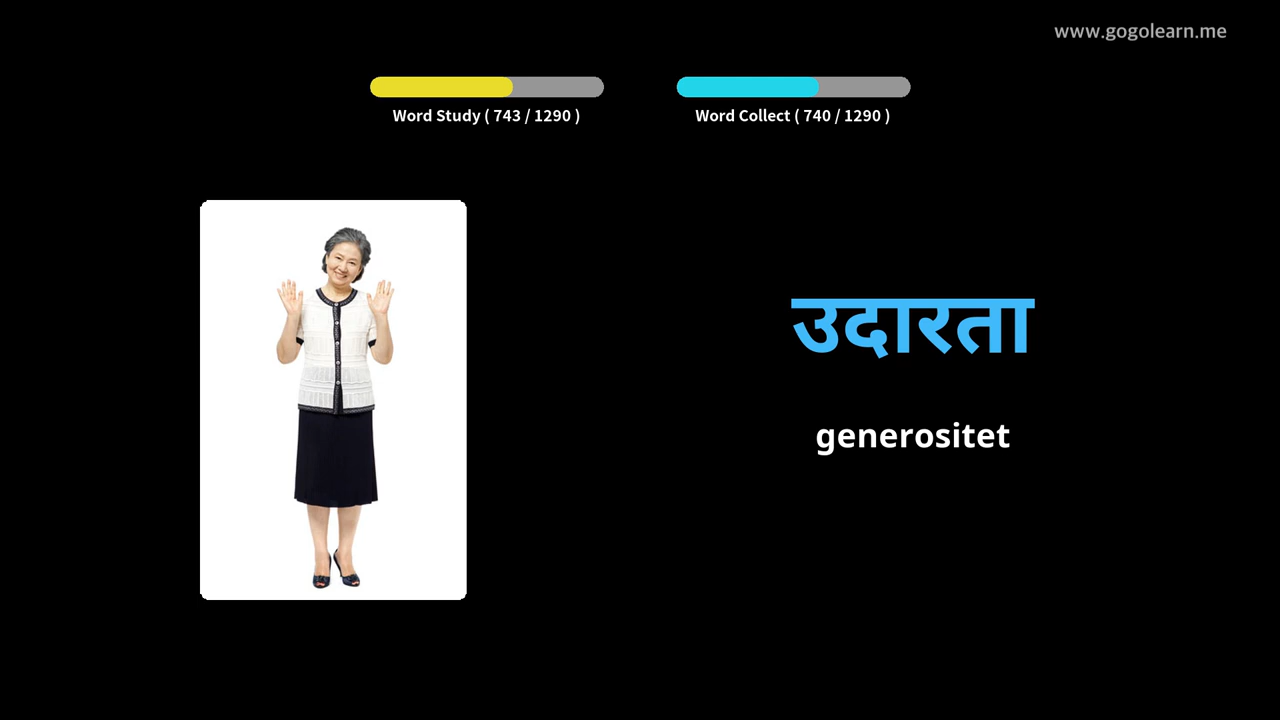 www.gogolearn.me
Word Study ( 743 / 1290 )
Word Collect ( 740 / 1290 )
उदारता
generositet